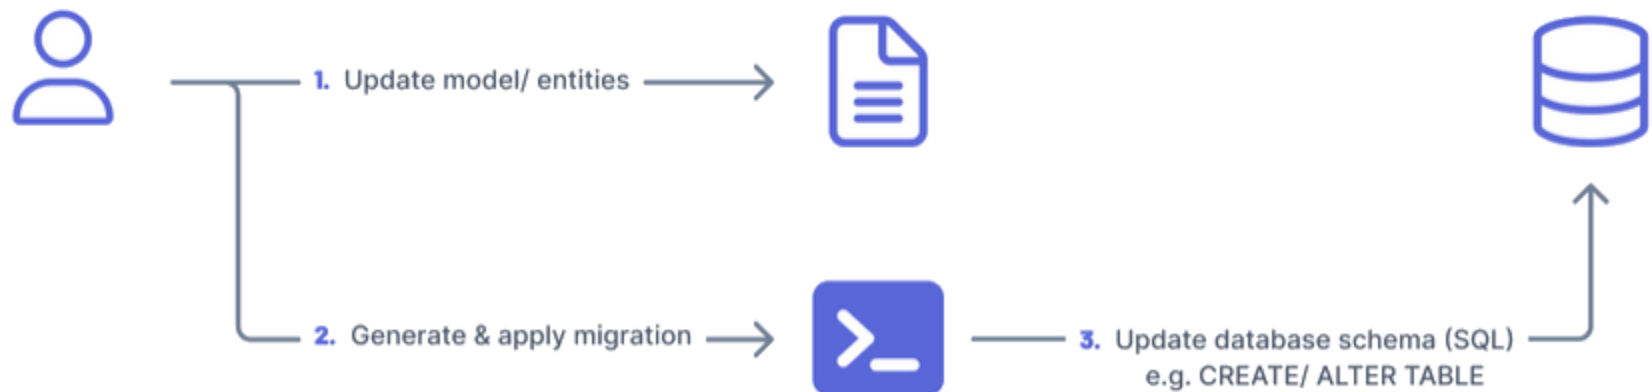 1. Update model/ entities
2. Generate & apply migration
3. Update database schema (SQL)
e.g. CREATE/ ALTER TABLE